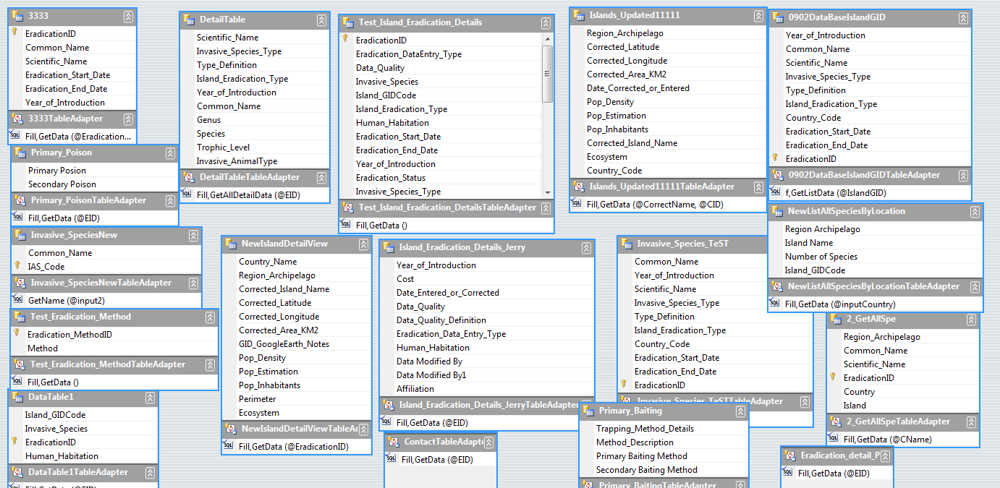 3333
EradicationID
Common_Name
Scientific_Name
Eradication_Start_Date
Eradication_End_Date
Year_of_Introduction
3333TableAdapter
Fill,GetData (@Eradication...
Primary_Poison
Primary Posion
Secondary Poison
Primary_PoisonTableAdapter
Fill,GetData (@EID)
Invasive_SpeciesNew
Common_Name
IAS_Code
Invasive_SpeciesNewTableAdapter
GetName (@input2)
Test_Eradication_Method
Eradication_MethodID
Method
Test_Eradication_MethodTableAdapter
Fill,GetData ()
DataTable1
Island_GIDCode
Invasive_Species
EradicationID
Human_Habitation
DataTable1TableAdapter
Fill,GetData (@EID)
DetailTable
Scientific_Name
Invasive_Species_Type
Type_Definition
Island_Eradication_Type
Year_of_Introduction
Common_Name
Genus
Species
Trophic_Level
Invasive_AnimalType
DetailTableTableAdapter
Fill,GetAllDetailData (@EID)
Test_Island_Eradication_Details
EradicationID
Eradication_DataEntry_Type
Data_Quality
Invasive_Species
Island_GIDCode
Island_Eradication_Type
Human_Habitation
Eradication_Start_Date
Eradication_End_Date
Year_of_Introduction
Eradication_Status
Invasive_Species_Type
Test_Island_Eradication_DetailsTableAdapter
Fill,GetData ()
Islands_Updated11111
Region_Archipelago
Corrected_Latitude
Corrected_Longitude
Corrected_Area_KM2
Date_Corrected_or_Entered
Pop_Density
Pop_Estimation
Pop_Inhabitants
Corrected_Island_Name
Ecosystem
Country_Code
Islands_Updated11111TableAdapter
Fill,GetData (@CorrectName, @CID)
0902DataBaseIslandGID
Year_of_Introduction
Common_Name
Scientific_Name
Invasive_Species_Type
Type_Definition
Island_Eradication_Type
Country_Code
Eradication_Start_Date
Eradication_End_Date
EradicationID
0902DataBaseIslandGIDTableAdapter
f,GetListData (@IslandGID)
NewListAllSpeciesByLocation
Region Archipelago
Island Name
Number of Species
Island_GIDCode
NewListAllSpeciesByLocationTableAdapter
Fill,GetData (@inputCountry)
NewIslandDetailView
Country_Name
Region_Archipelago
Corrected_Island_Name
Corrected_Latitude
Corrected_Longitude
Corrected_Area_KM2
GID_GoogleEarth_Notes
Pop_Density
Pop_Estimation
Pop_Inhabitants
Perimeter
Ecosystem
NewIslandDetailViewTableAd
Fill,GetData (@EradicationID)
Island_Eradication_Details_Jerry
Year_of_Introduction
Cost
Date_Entered_or_Corrected
Data_Quality
Data_Quality_Definition
Eradication_Data_Entry_Type
Human_Habitation
Data Modified By
Data Modified By1
Affiliation
Island_Eradication_Details_JerryTableAdapter
Fill,GetData (@EID)
ContactTableAdapte
Fill,GetData (@EID)
Invasive_Species_TeST
Common_Name
Year_of_Introduction
Scientific_Name
Invasive_Species_Type
Type_Definition
Island_Eradication_Type
Country_Code
Eradication_Start_Date
Eradication_End_Date
EradicationID
Invasive_Species_TeSTTableAdapter
Primary_Baiting
Trapping_Method_Details
Method_Description
Primary Baiting Method
Secondary Baiting Method
Primary_BaitingTableAdapter
2_GetAllSpe
Region_Archipelago
Common_Name
Scientific_Name
EradicationID
Country
Island
2_GetAllSpeTableAdapter
Fill,GetData (@CName)
Eradication_detail_P
Fill,GetData (@EID)